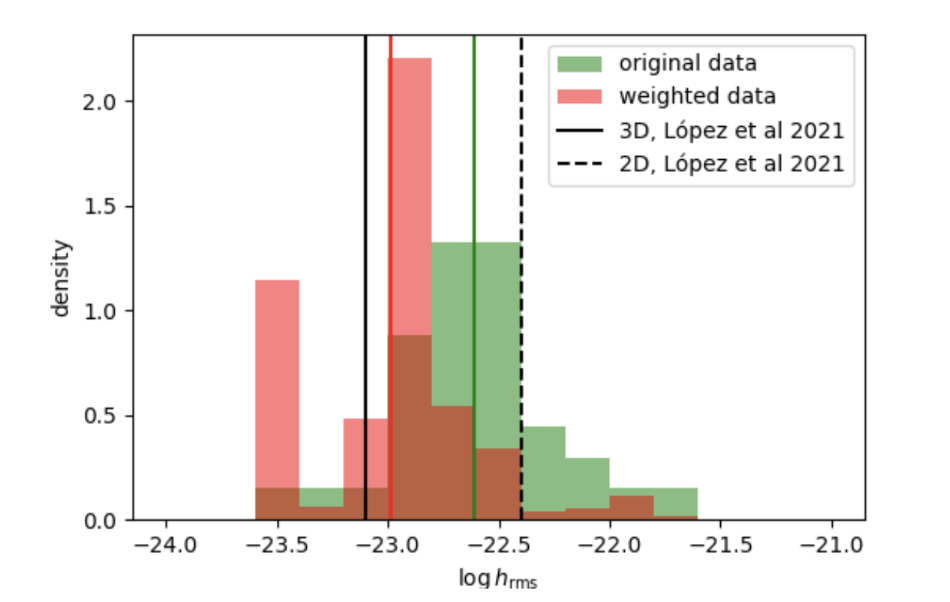 original data
weighted data
3D, López et al 2021
2D, López et al 2021
density
2.0
1.5
1.0
0.5
0.0
−24.0 −23.5 −23.0 −22.5 −22.0 −21.5 −21.0
log h_rms